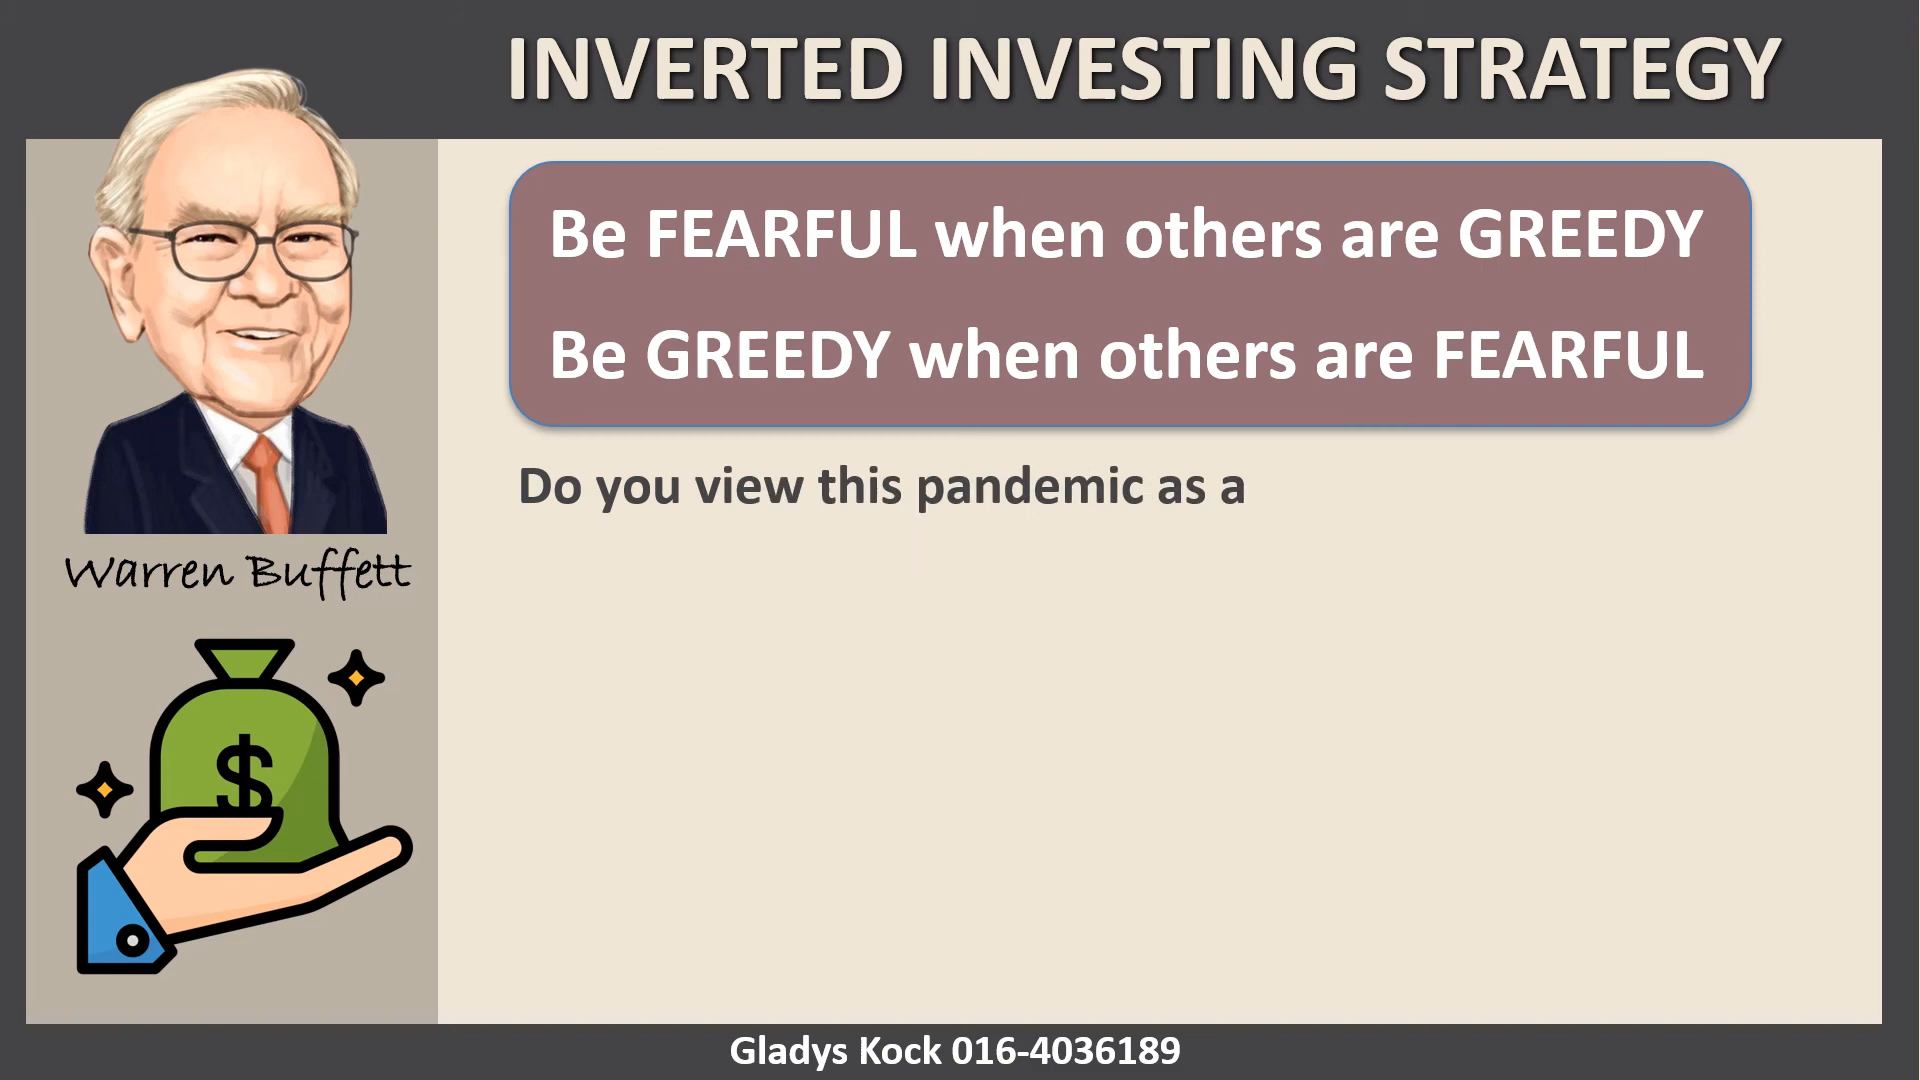 INVERTED INVESTING STRATEGY
Be FEARFUL when others are GREEDY
Be GREEDY when others are FEARFUL
Do you view this pandemic as a
Warren Buffett
$
Gladys Kock 016-4036189